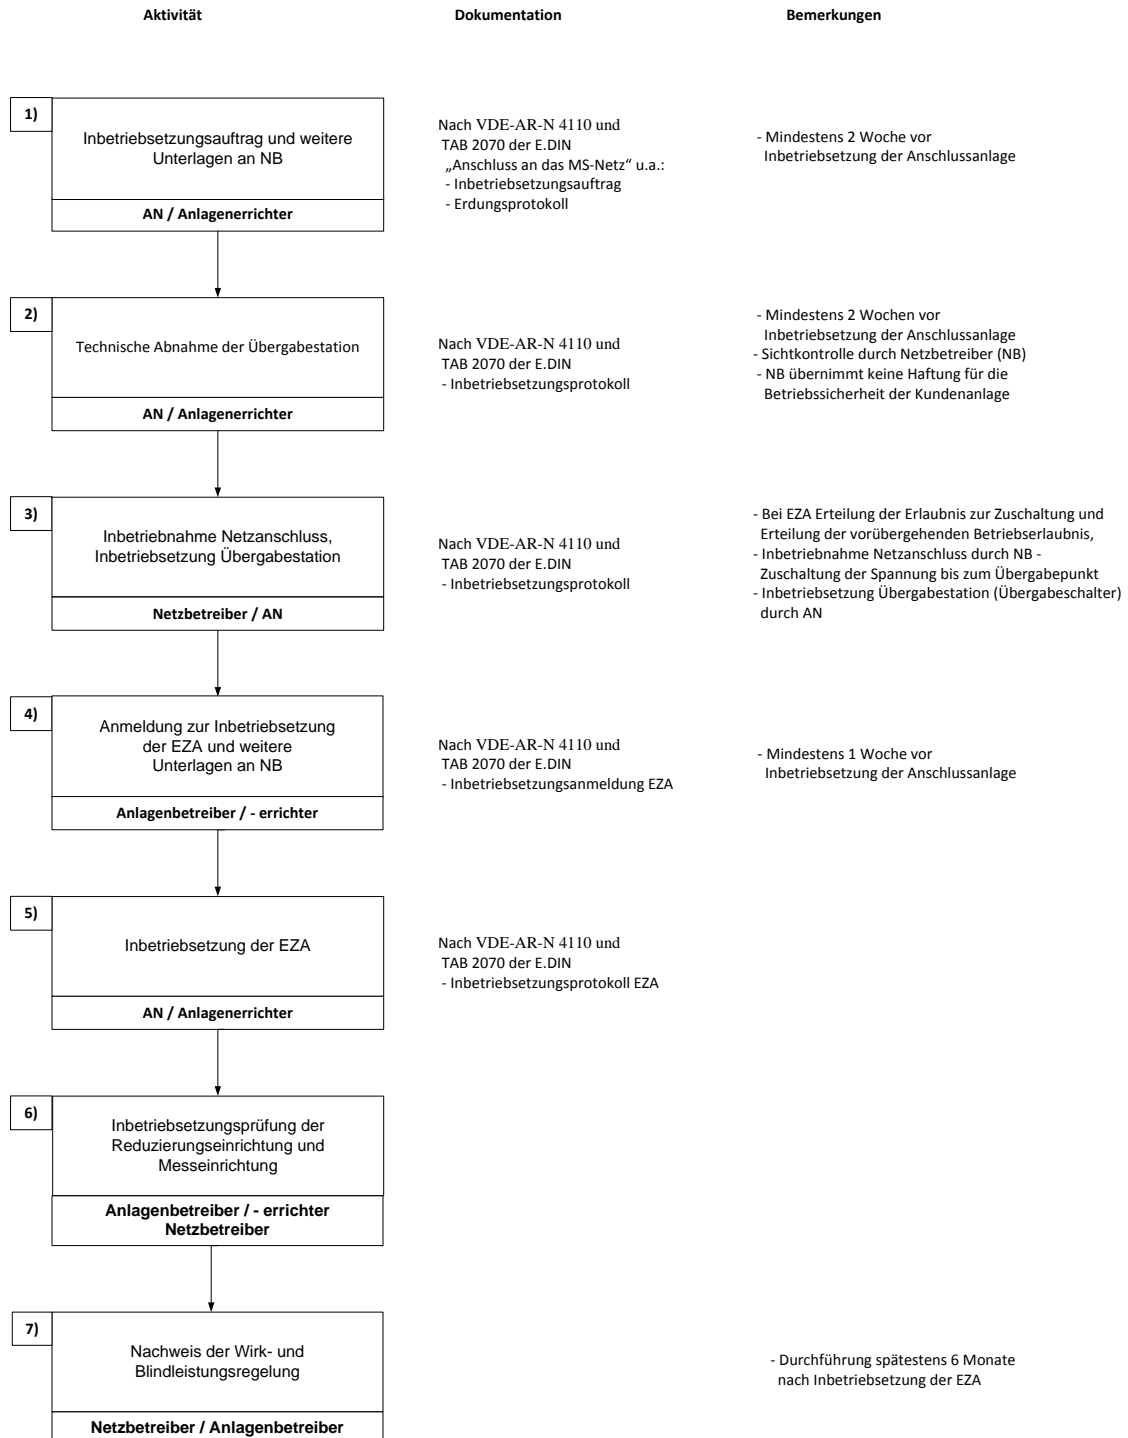 Aktivität
Dokumentation
Bemerkungen
1)
Inbetriebsetzungsauftrag und weitere
Unterlagen an NB
AN / Anlagenerrichter
Nach VDE-AR-N 4110 und
TAB 2070 der E.DIN
„Anschluss an das MS-Netz“ u.a.:
- Inbetriebsetzungsauftrag
- Erdungsprotokoll
- Mindestens 2 Woche vor
Inbetriebsetzung der Anschlussanlage
2)
Technische Abnahme der Übergabestation
AN / Anlagenerrichter
Nach VDE-AR-N 4110 und
TAB 2070 der E.DIN
- Inbetriebsetzungsprotokoll
- Mindestens 2 Wochen vor
Inbetriebsetzung der Anschlussanlage
- Sichtkontrolle durch Netzbetreiber (NB)
- NB übernimmt keine Haftung für die
Betriebssicherheit der Kundenanlage
3)
Inbetriebnahme Netzanschluss,
Inbetriebsetzung Übergabestation
Netzbetreiber / AN
Nach VDE-AR-N 4110 und
TAB 2070 der E.DIN
- Inbetriebsetzungsprotokoll
- Bei EZA Erteilung der Erlaubnis zur Zuschaltung und
Erteilung der vorübergehenden Betriebserlaubnis,
- Inbetriebnahme Netzanschluss durch NB -
Zuschaltung der Spannung bis zum Übergabepunkt
- Inbetriebsetzung Übergabestation (Übergabeschalter)
durch AN
4)
Anmeldung zur Inbetriebsetzung
der EZA und weitere
Unterlagen an NB
Anlagenbetreiber / - errichter
Nach VDE-AR-N 4110 und
TAB 2070 der E.DIN
- Inbetriebsetzungsanmeldung EZA
- Mindestens 1 Woche vor
Inbetriebsetzung der Anschlussanlage
5)
Inbetriebsetzung der EZA
AN / Anlagenerrichter
Nach VDE-AR-N 4110 und
TAB 2070 der E.DIN
- Inbetriebsetzungsprotokoll EZA
6)
Inbetriebsetzungsprüfung der
Reduzierungseinrichtung und
Messeinrichtung
Anlagenbetreiber / - errichter
Netzbetreiber
7)
Nachweis der Wirk- und
Blindleistungsregelung
Netzbetreiber / Anlagenbetreiber
- Durchführung spätestens 6 Monate
nach Inbetriebsetzung der EZA